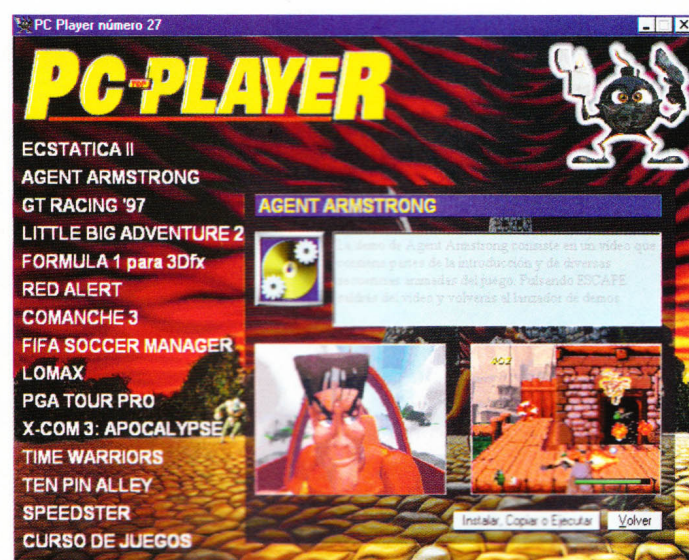 PC Player número 27
PC TOP PLAYER
ECSTATICA II
AGENT ARMSTRONG
GT RACING '97
LITTLE BIG ADVENTURE 2
FORMULA 1 para 3Dfx
RED ALERT
COMANCHE 3
FIFA SOCCER MANAGER
LOMAX
PGA TOUR PRO
X-COM 3: APOCALYPSE
TIME WARRIORS
TEN PIN ALLEY
SPEEDSTER
CURSO DE JUEGOS
AGENT ARMSTRONG
La demo de Agent Armstrong consiste en un vídeo que
partes de la introducción y de diversas
animadas del juego. Pulsando ESCAPE
del vídeo y volverás al lanzador de demos.
Instalar, Copiar o Ejecutar
Volver